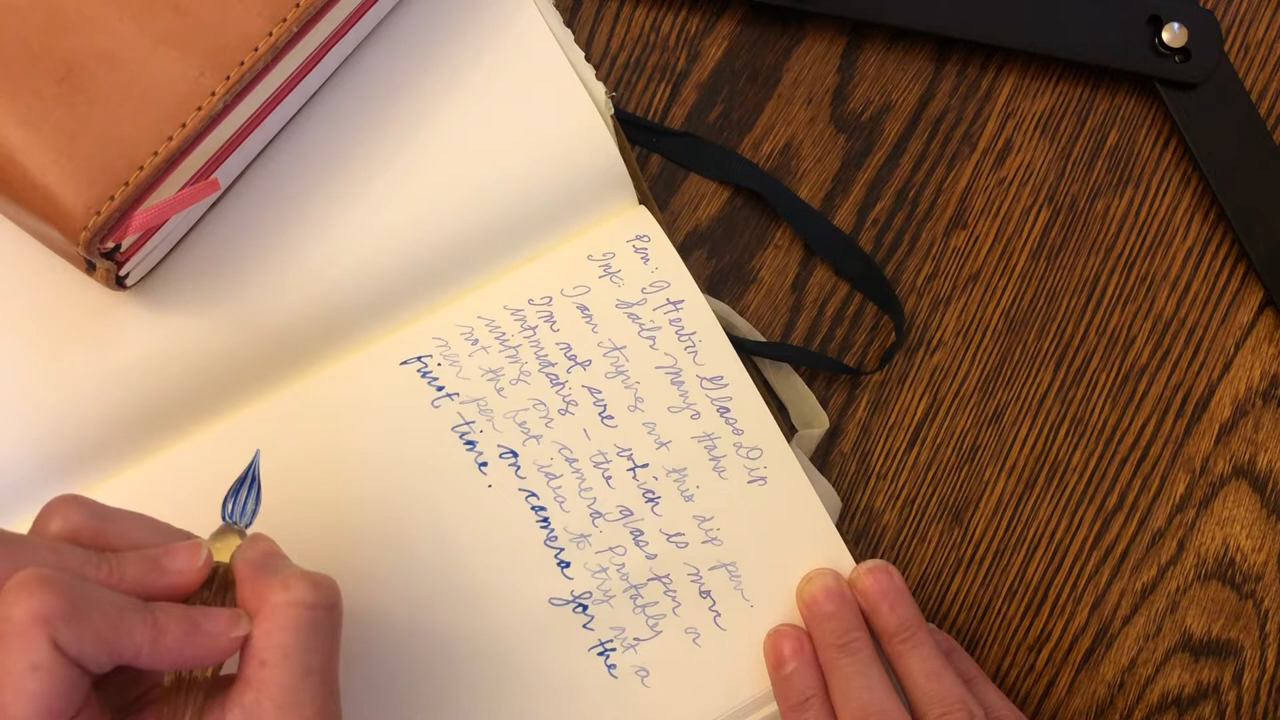 Pen: J Herbin Glass Dip
Ink: Sailor Manyo Haha
I am trying out this dip pen.
I'm not sure which is more
intimidating – the glass pen or
writing on camera. Probably
not the best idea to try out a
new pen on camera for the
first time.